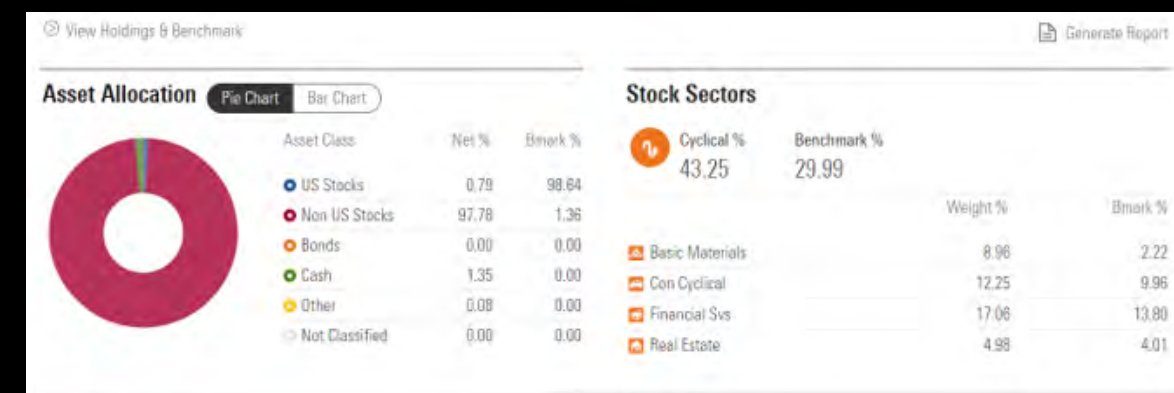 View Holdings & Benchmark
Generate Report
Asset Allocation Pie Chart Bar Chart
Asset Class Net % Bmark %
US Stocks 0.79 98.64
Non US Stocks 97.78 1.36
Bonds 0.00 0.00
Cash 1.35 0.00
Other 0.08 0.00
Not Classified 0.00 0.00
Stock Sectors
Cyclical % Benchmark %
43.25 29.99
Weight % Bmark %
Basic Materials 8.96 2.22
Con Cyclical 12.25 9.96
Financial Svs 17.06 13.80
Real Estate 4.98 4.01